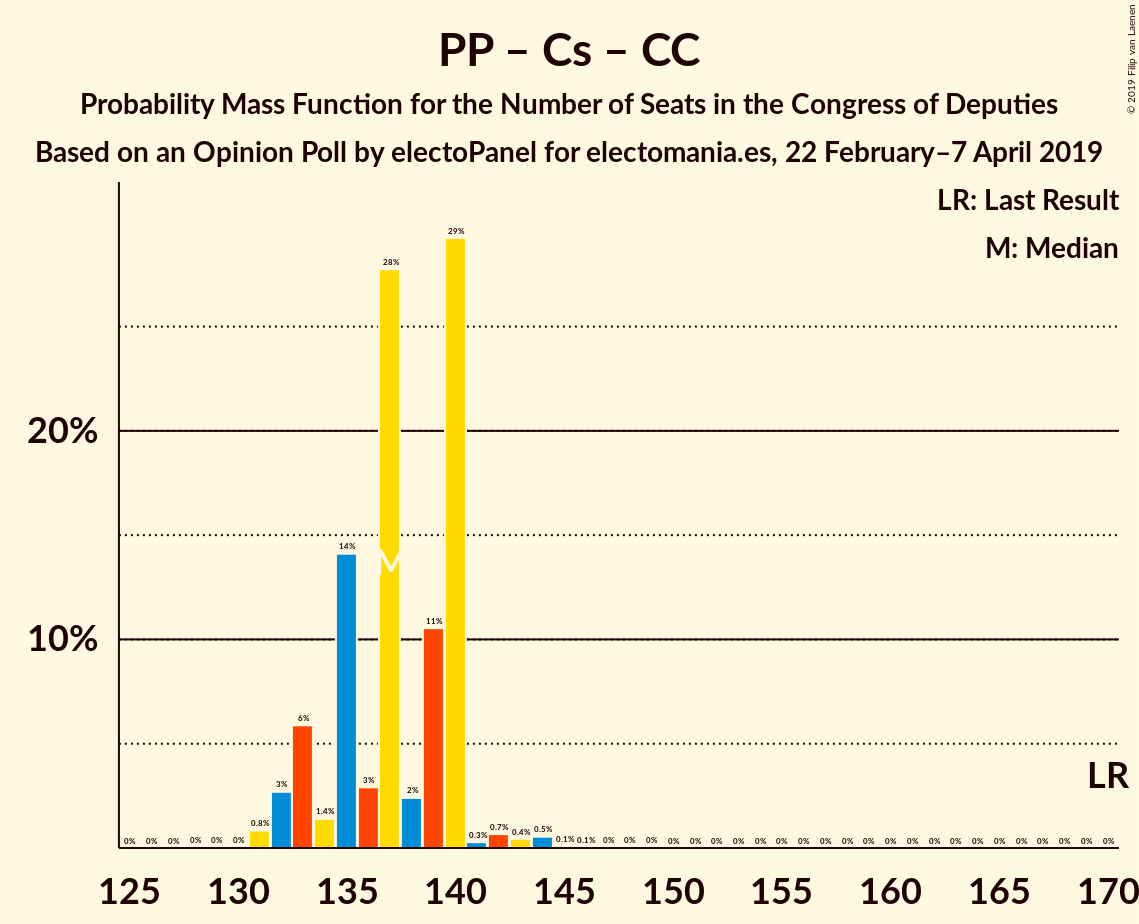 PP – Cs – CC
Probability Mass Function for the Number of Seats in the Congress of Deputies
Based on an Opinion Poll by electoPanel for electomania.es, 22 February–7 April 2019
© 2019 Filip van Laenen
LR: Last Result
M: Median
20%
10%
0% 0% 0% 0% 0% 0% 0.8% 3% 6% 1.4% 14% 3% 28% 2% 11% 29% 0.3% 0.7% 0.4% 0.5% 0.1% 0.1% 0% 0% 0% 0% 0% 0% 0% 0% 0% 0% 0% 0% 0% 0% 0% 0% 0% 0% 0% 0% 0% 0% 0% 0%
M
LR
125 130 135 140 145 150 155 160 165 170